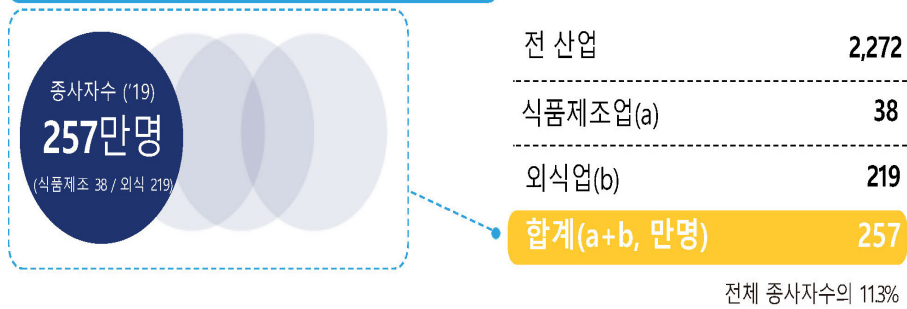 종사자수 ('19)
257만명
(식품제조 38 / 외식 219)
전 산업 2,272
식품제조업(a) 38
외식업(b) 219
합계(a+b, 만명) 257
전체 종사자수의 11.3%